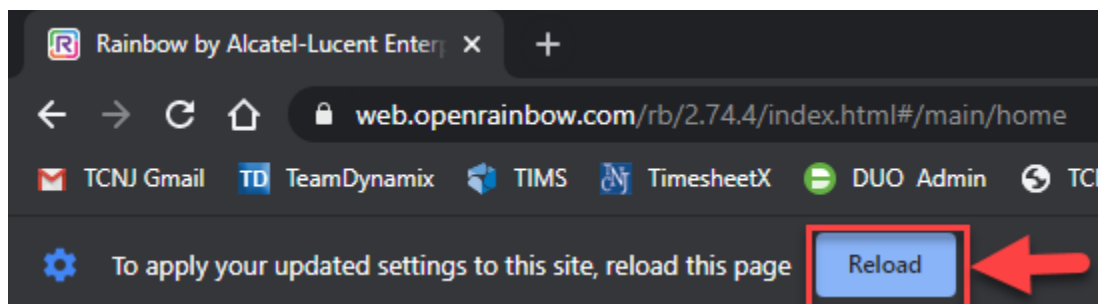 Rainbow by Alcatel-Lucent Enter
web.openrainbow.com/rb/2.74.4/index.html#/main/home
TCNJ Gmail TD TeamDynamix TIMS TimesheetX DUO Admin
To apply your updated settings to this site, reload this page Reload